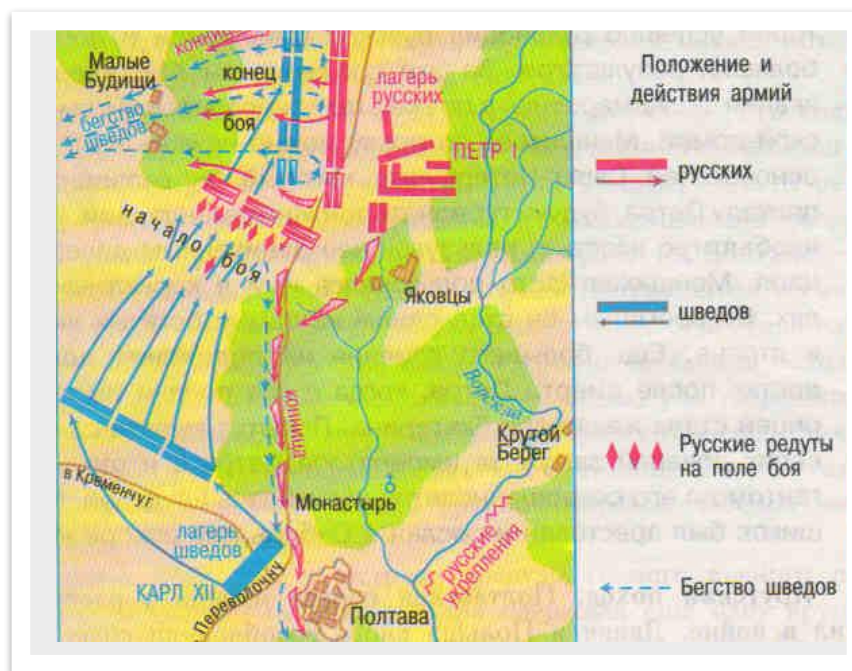 конница
Малые
Будищи
конец
боя
бегство
шведов
лагерь
русских
ПЕТР I
начало боя
Яковцы
Ворскла
Крутой
Берег
конница
в Кременчуг
Монастырь
лагерь
шведов
КАРЛ XII
Переволочку
русские
укрепления
Полтава
Положение и
действия армий
русских
шведов
Русские редуты
на поле боя
Бегство шведов